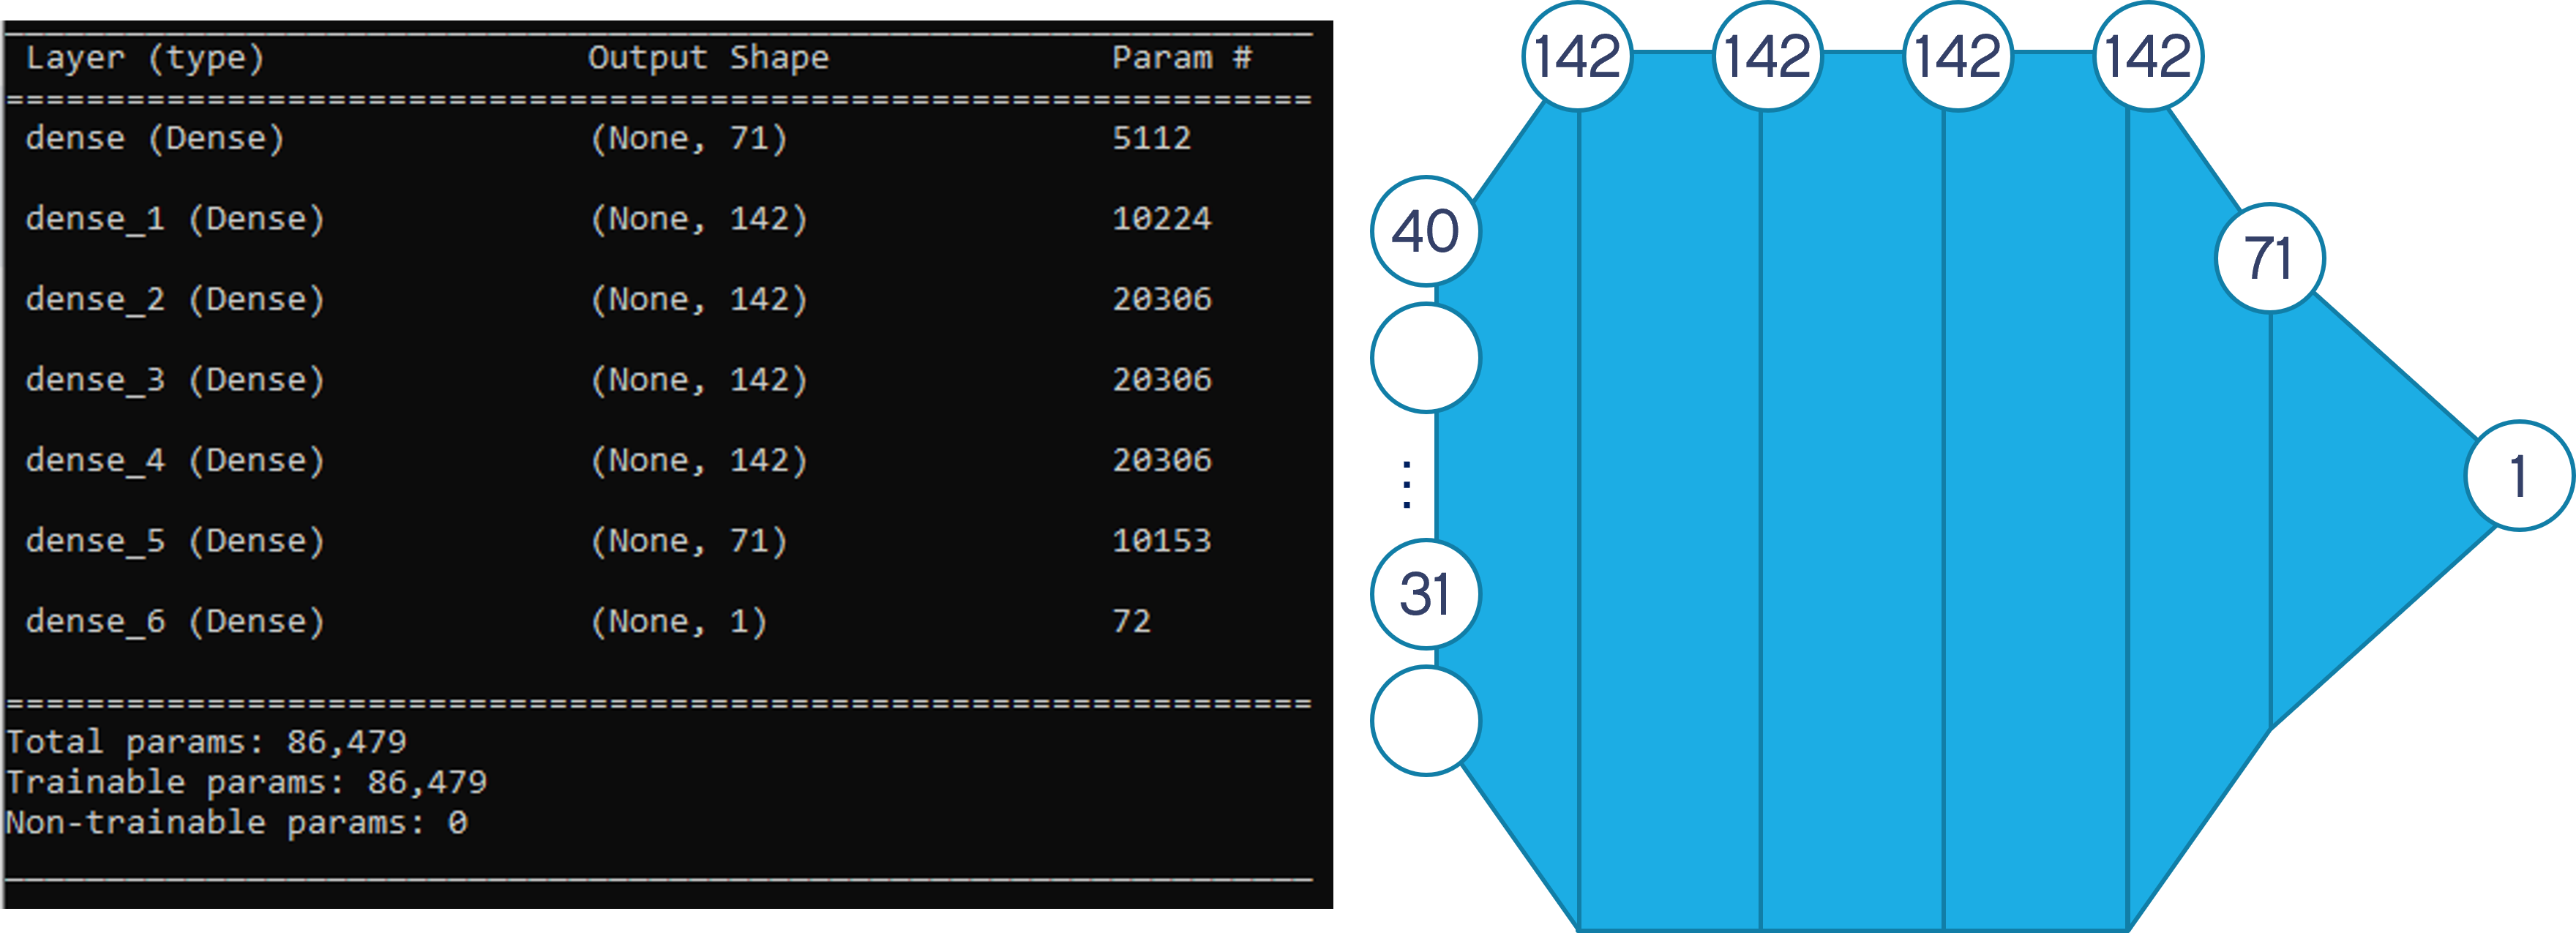 Layer (type) Output Shape Param #
=================================================================
dense (Dense) (None, 71) 5112
dense_1 (Dense) (None, 142) 10224
dense_2 (Dense) (None, 142) 20306
dense_3 (Dense) (None, 142) 20306
dense_4 (Dense) (None, 142) 20306
dense_5 (Dense) (None, 71) 10153
dense_6 (Dense) (None, 1) 72
=================================================================
Total params: 86,479
Trainable params: 86,479
Non-trainable params: 0
142 142 142 142
40
71
⋮
1
31